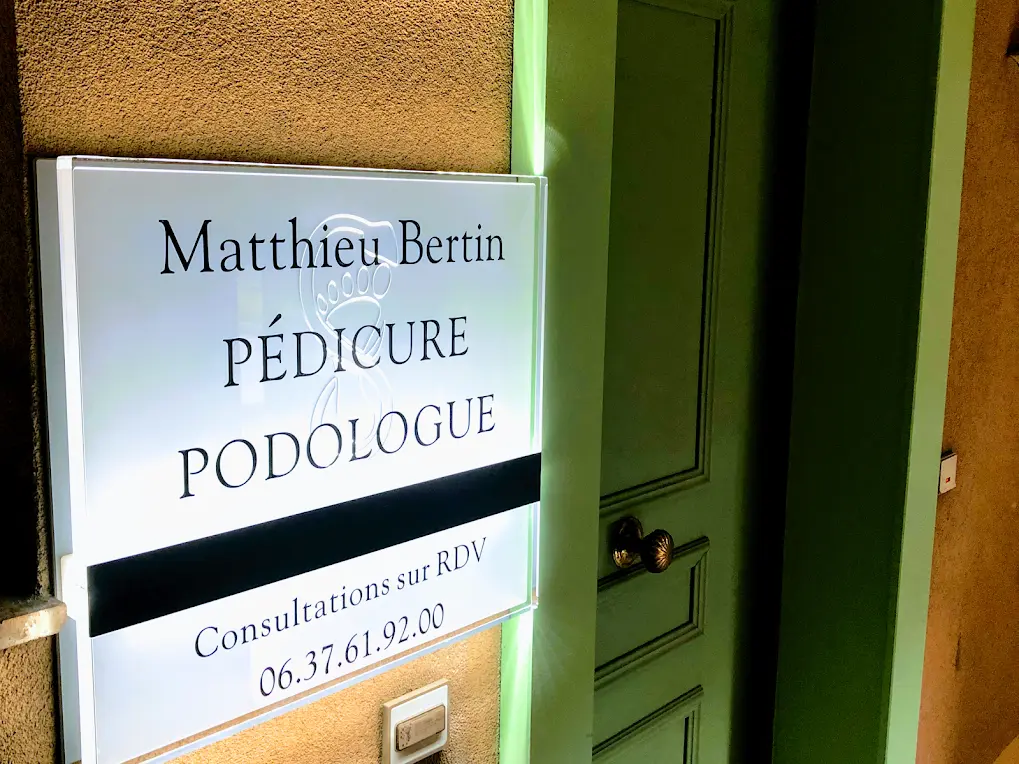 Matthieu Bertin
PÉDICURE
PODOLOGUE
Consultations sur RDV
06.37.61.92.00